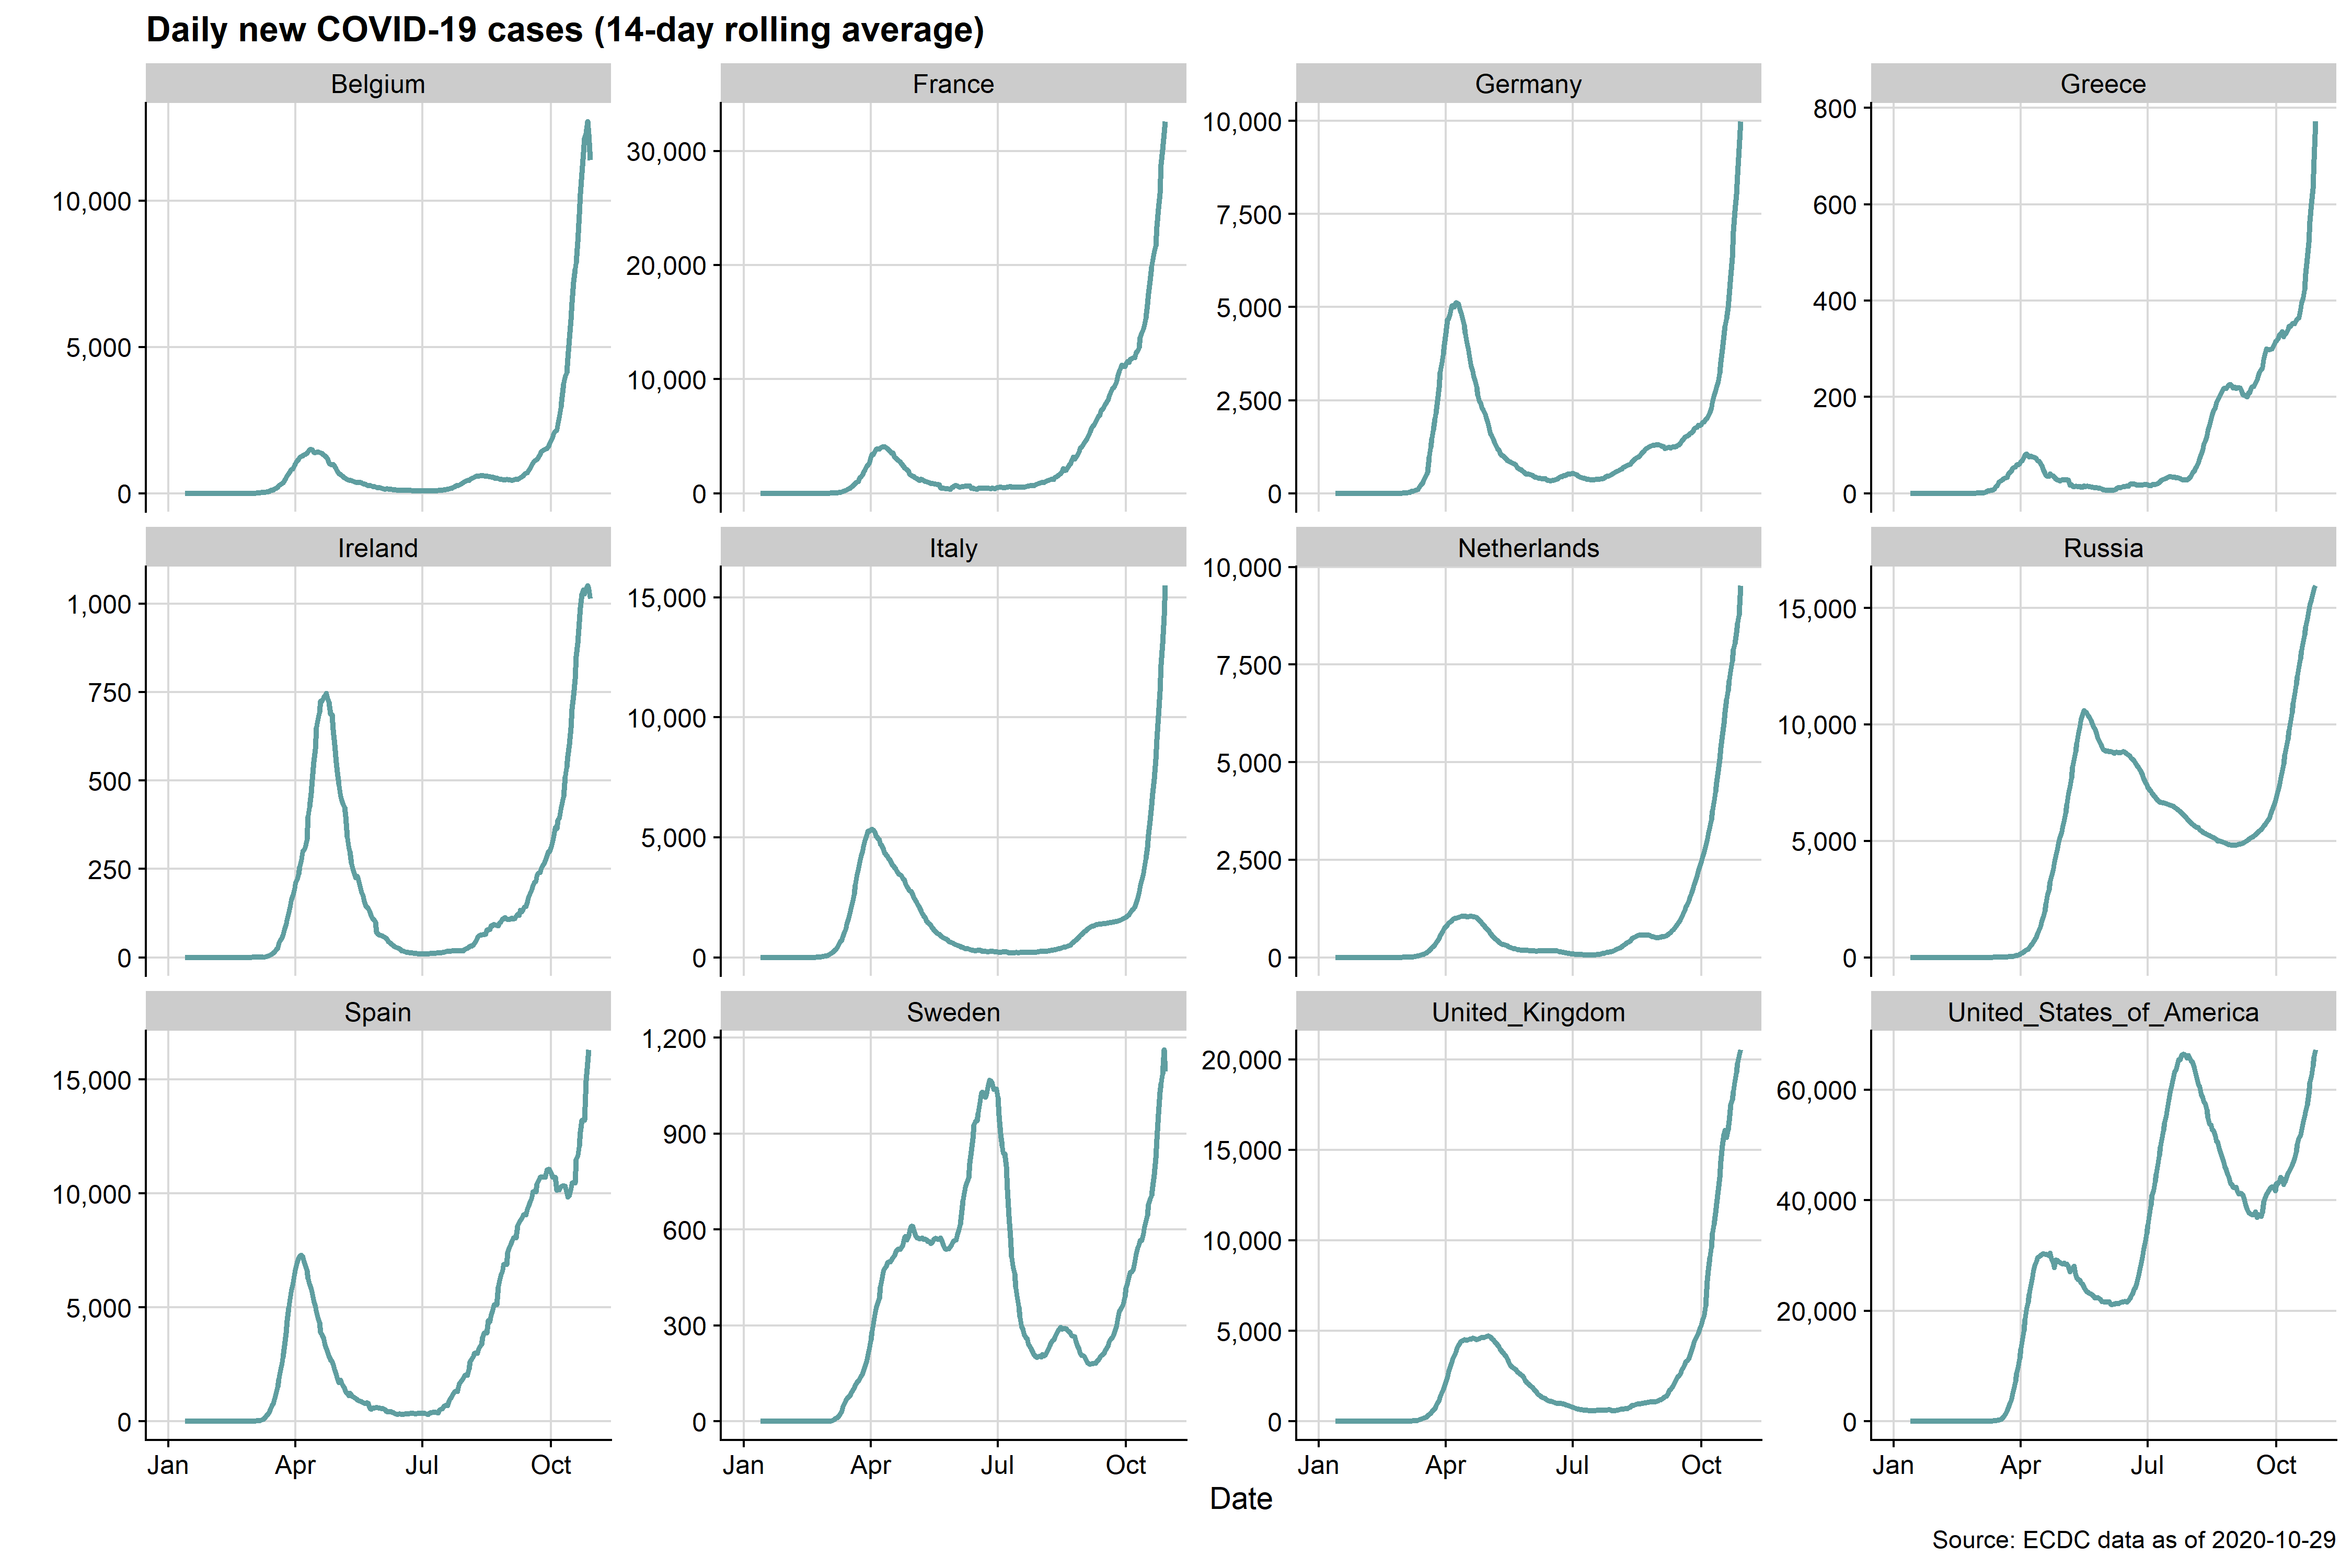 Daily new COVID-19 cases (14-day rolling average)
Belgium
10,000
5,000
0
France
30,000
20,000
10,000
0
Germany
10,000
7,500
5,000
2,500
0
Greece
800
600
400
200
0
Ireland
1,000
750
500
250
0
Italy
15,000
10,000
5,000
0
Netherlands
10,000
7,500
5,000
2,500
0
Russia
15,000
10,000
5,000
0
Spain
15,000
10,000
5,000
0
Sweden
1,200
900
600
300
0
United_Kingdom
20,000
15,000
10,000
5,000
0
United_States_of_America
60,000
40,000
20,000
0
Jan Apr Jul Oct
Jan Apr Jul Oct
Jan Apr Jul Oct
Jan Apr Jul Oct
Date
Source: ECDC data as of 2020-10-29